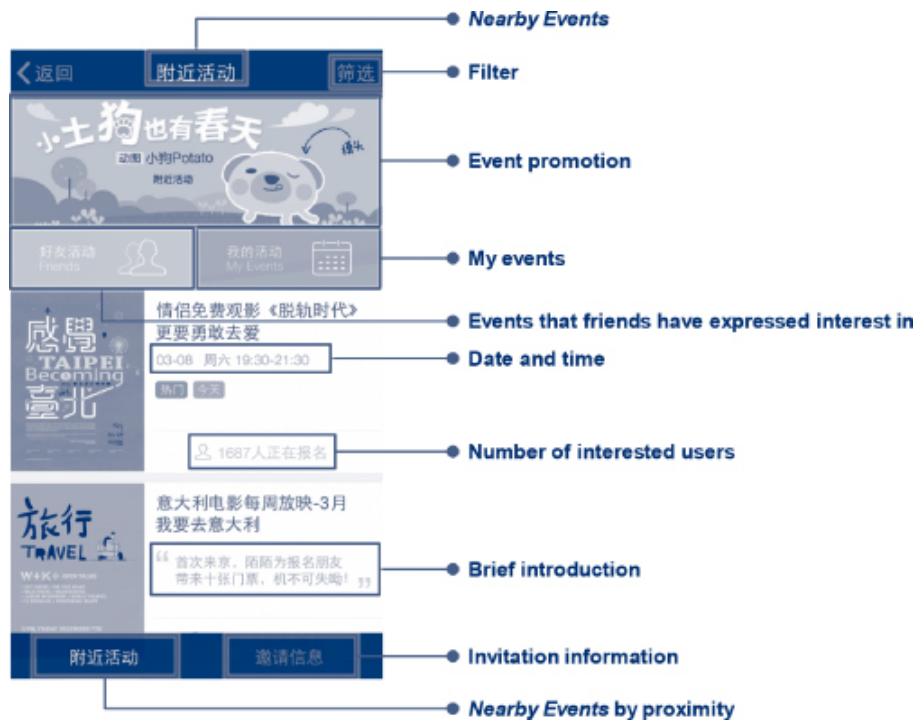 Nearby Events
返回
附近活动
筛选
Filter
小土狗也有春天
动图 小狗Potato
附近活动
摸头
Event promotion
好友活动
Friends
我的活动
My Events
My events
情侣免费观影《脱轨时代》
更要勇敢去爱
Events that friends have expressed interest in
03-08 周六 19:30-21:30
Date and time
热门 今天
感覺
TAIPEI
Becoming
臺北
1687人正在报名
Number of interested users
意大利电影每周放映-3月
我要去意大利
旅行
TRAVEL
W+K+ OPEN TALKS
“ 首次来京，陌陌为报名朋友
带来十张门票，机不可失呦！ ”
Brief introduction
附近活动
邀请信息
Invitation information
Nearby Events by proximity